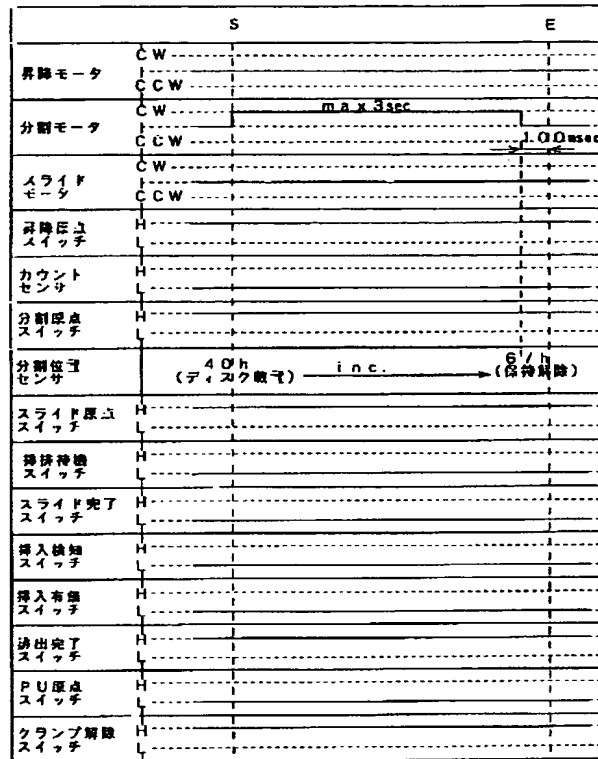 S E
昇降モータ CW
CCW
分割モータ CW max3sec
CCW 100msec
スライド
モータ CW
CCW
昇降原点
スイッチ H
L
カウント
センサ H
L
分割原点
スイッチ H
L
分割位置
センサ 40h
(ディスク載置) inc. 67h
(保持解除)
スライド原点
スイッチ H
L
挿排待機
スイッチ H
L
スライド完了
スイッチ H
L
挿入検知
スイッチ H
L
挿入有無
スイッチ H
L
排出完了
スイッチ H
L
PU原点
スイッチ H
L
クランプ解除
スイッチ H
L